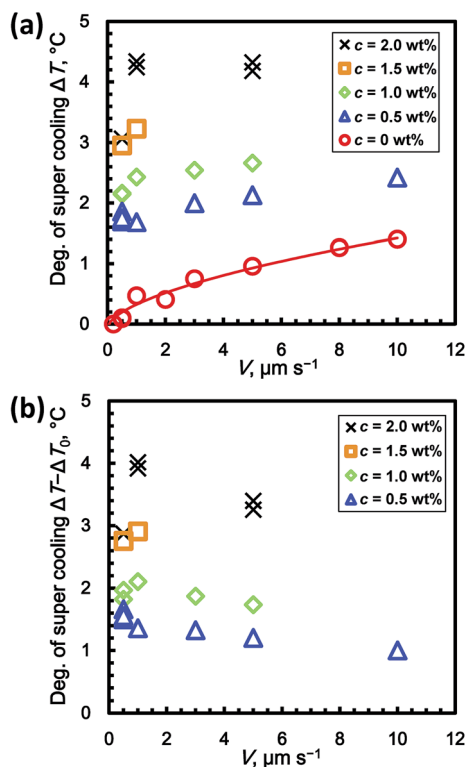 (a)
Deg. of super cooling ΔT, °C
5
4
3
2
1
0
0 2 4 6 8 10
V, µm s⁻¹
c = 2.0 wt%
c = 1.5 wt%
c = 1.0 wt%
c = 0.5 wt%
c = 0 wt%
(b)
Deg. of super cooling ΔT−ΔT₀, °C
5
4
3
2
1
0
0 2 4 6 8 10
V, µm s⁻¹
c = 2.0 wt%
c = 1.5 wt%
c = 1.0 wt%
c = 0.5 wt%